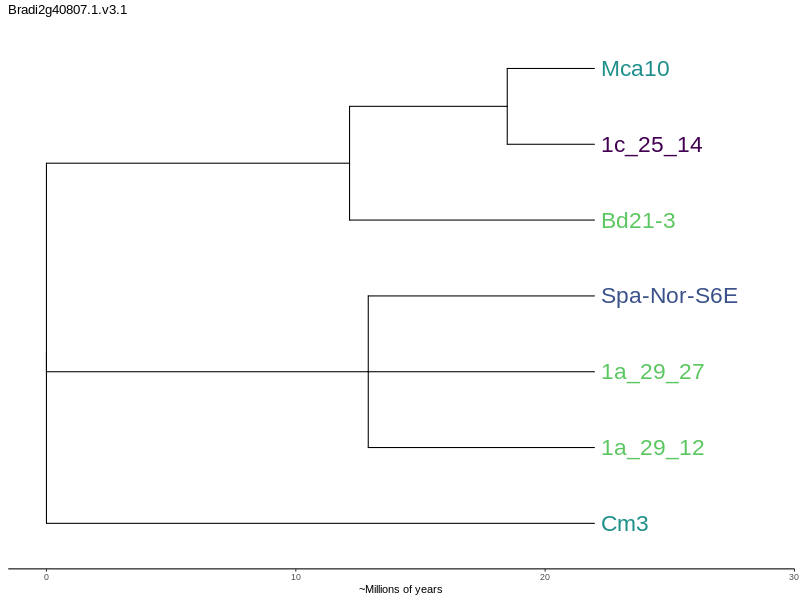 Bradi2g40807.1.v3.1
Mca10
1c_25_14
Bd21-3
Spa-Nor-S6E
1a_29_27
1a_29_12
Cm3
0 10 20 30
~Millions of years